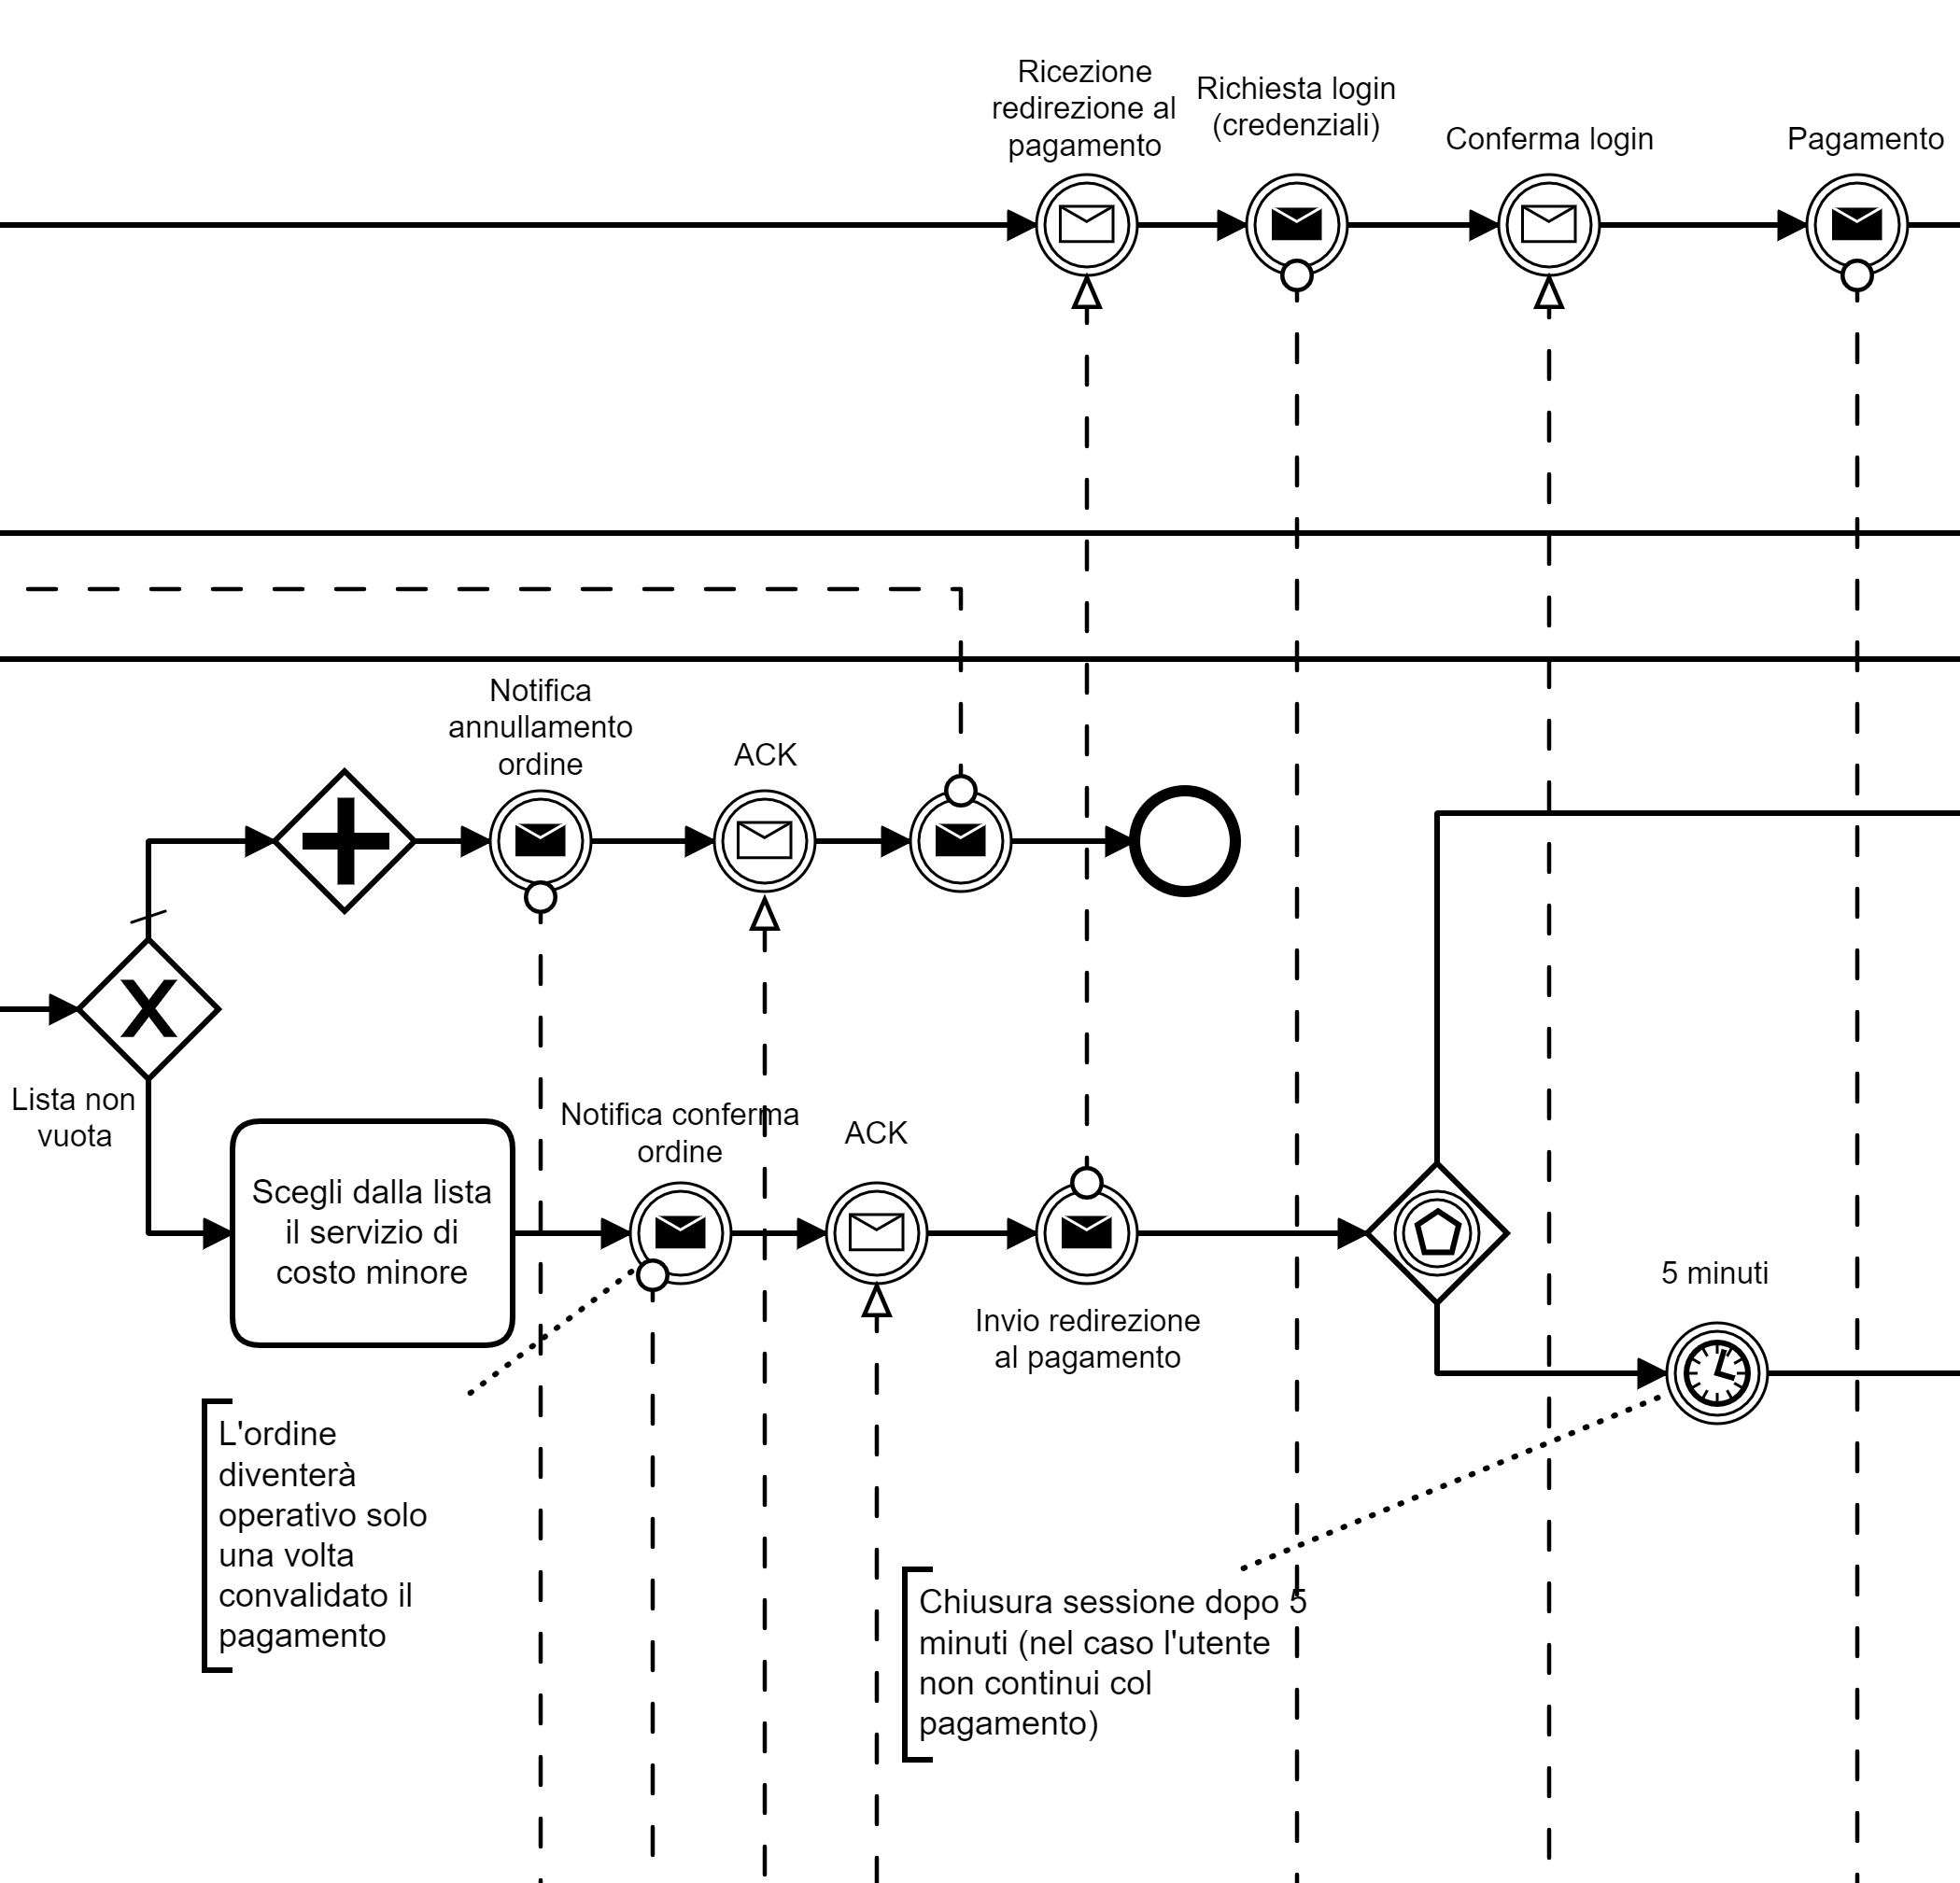 Ricezione
redirezione al
pagamento
Richiesta login
(credenziali)
Conferma login
Pagamento
Notifica
annullamento
ordine
ACK
X
Lista non
vuota
Scegli dalla lista
il servizio di
costo minore
Notifica conferma
ordine
ACK
Invio redirezione
al pagamento
5 minuti
L'ordine
diventerà
operativo solo
una volta
convalidato il
pagamento
Chiusura sessione dopo 5
minuti (nel caso l'utente
non continui col
pagamento)